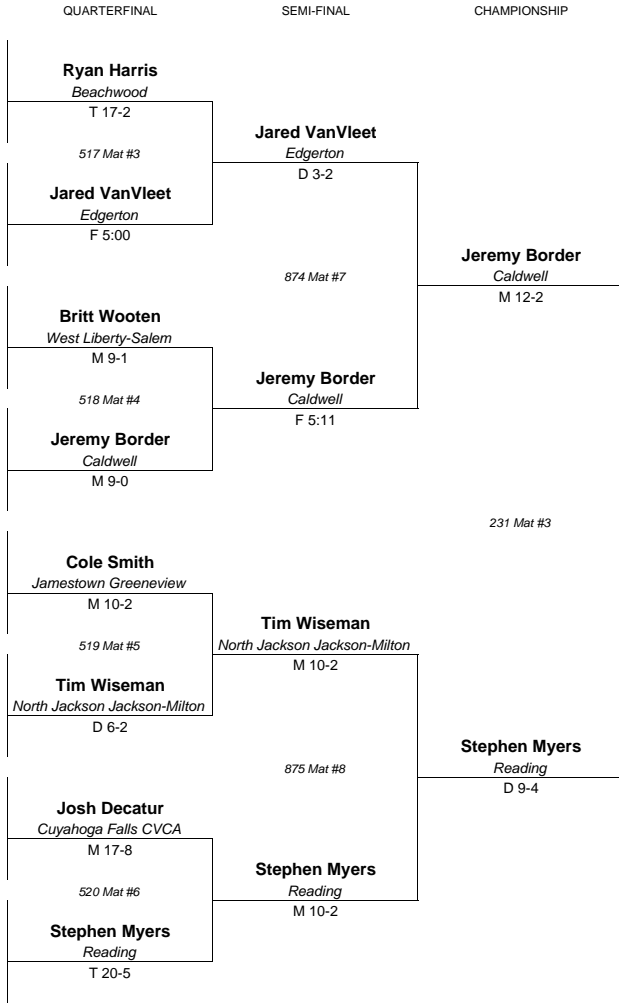 QUARTERFINAL SEMI-FINAL CHAMPIONSHIP
Ryan Harris
Beachwood
T 17-2
517 Mat #3
Jared VanVleet
Edgerton
F 5:00
Britt Wooten
West Liberty-Salem
M 9-1
518 Mat #4
Jeremy Border
Caldwell
M 9-0
Cole Smith
Jamestown Greeneview
M 10-2
519 Mat #5
Tim Wiseman
North Jackson Jackson-Milton
D 6-2
Josh Decatur
Cuyahoga Falls CVCA
M 17-8
520 Mat #6
Stephen Myers
Reading
T 20-5
Jared VanVleet
Edgerton
D 3-2
874 Mat #7
Jeremy Border
Caldwell
F 5:11
Tim Wiseman
North Jackson Jackson-Milton
M 10-2
875 Mat #8
Stephen Myers
Reading
M 10-2
Jeremy Border
Caldwell
M 12-2
231 Mat #3
Stephen Myers
Reading
D 9-4